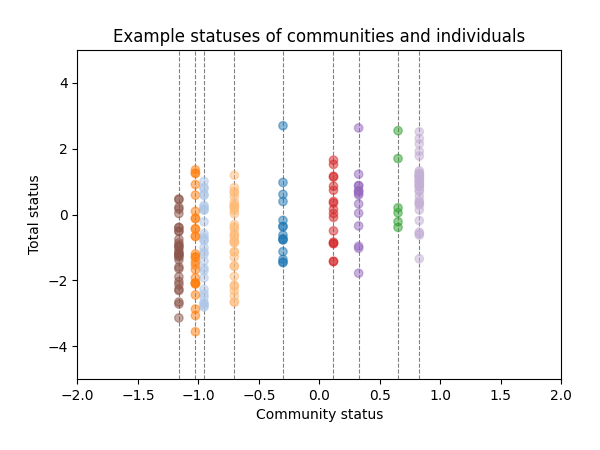 Example statuses of communities and individuals
Total status
4
2
0
−2
−4
−2.0 −1.5 −1.0 −0.5 0.0 0.5 1.0 1.5 2.0
Community status